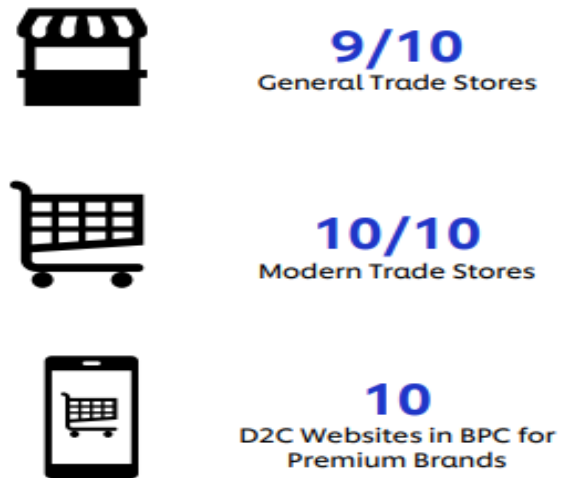 9/10
General Trade Stores
10/10
Modern Trade Stores
10
D2C Websites in BPC for
Premium Brands